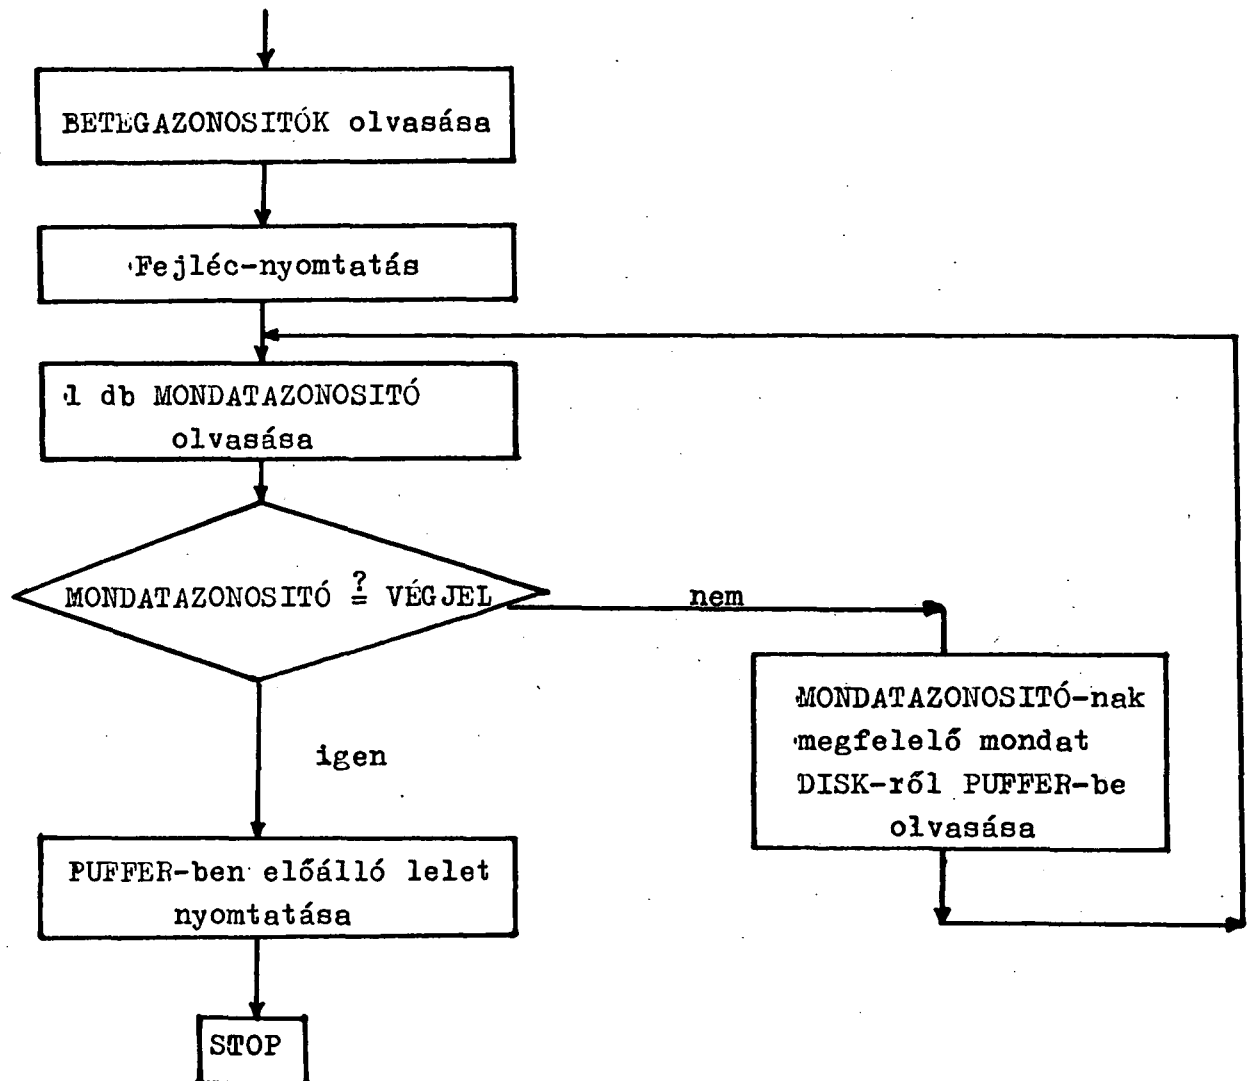 BETEGAZONOSITÓK olvasása
Fejléc-nyomtatás
1 db MONDATAZONOSITÓ
olvasása
MONDATAZONOSITÓ ≟ VÉGJEL
nem
MONDATAZONOSITÓ-nak
megfelelő mondat
DISK-ről PUFFER-be
olvasása
igen
PUFFER-ben előálló lelet
nyomtatása
STOP